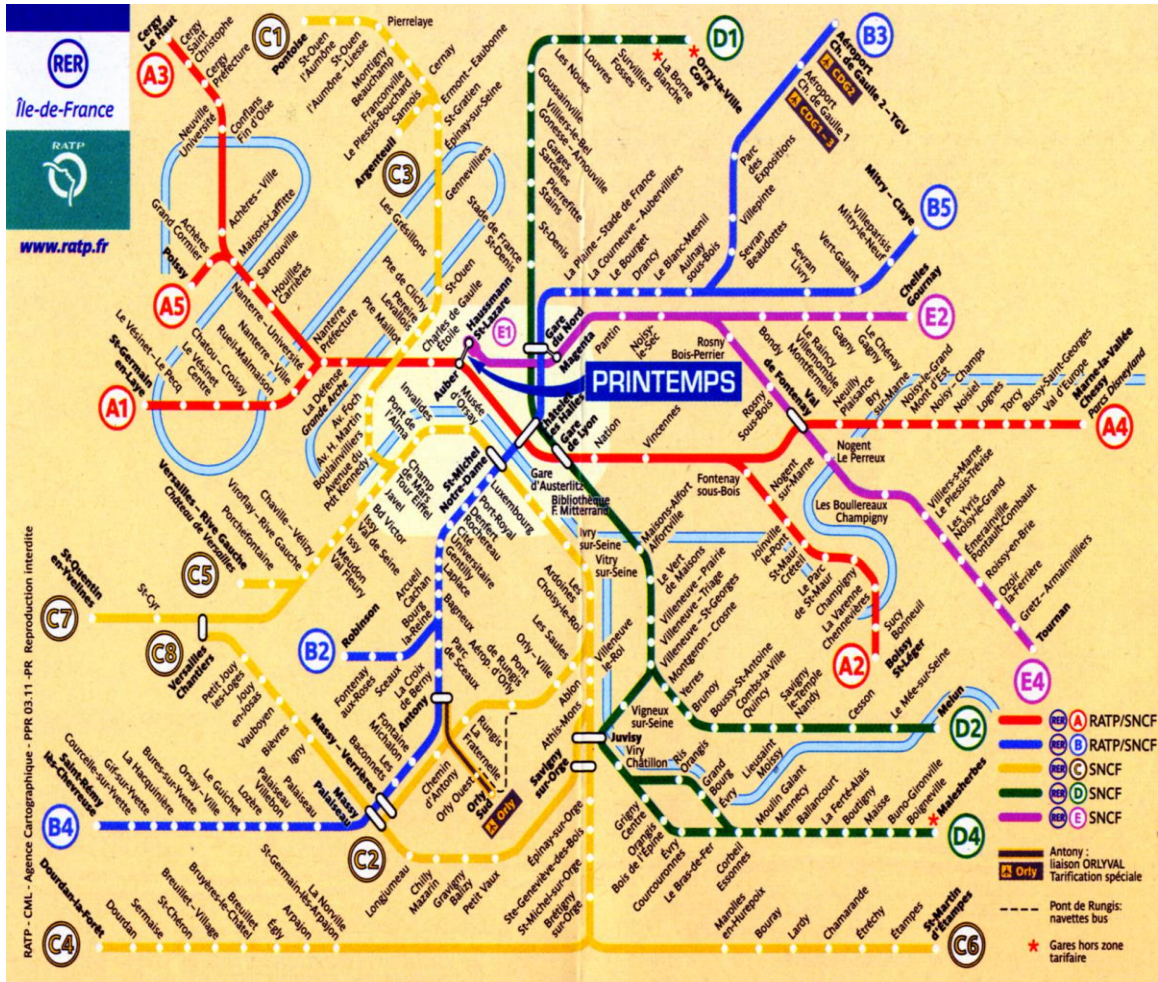 RER
Île-de-France
RATP
www.ratp.fr
RATP - CML - Agence Cartographique - PPR 03.11 -PR Reproduction interdite
Cergy
Le Haut
Cergy
Saint
Christophe
Cergy
Préfecture
A3
Neuville
Université
Conflans
Fin d'Oise
Achères – Ville
Maisons-Laffitte
Sartrouville
Houilles
Carrières
Achères
Grand Cormier
Poissy
A5
Nanterre – Université
Nanterre
Préfecture
Nanterre – Ville
Rueil-Malmaison
Chatou – Croissy
Le Vésinet
Centre
Le Vésinet – Le Pecq
St-Germain
en-Laye
A1
La Défense
Grande Arche
Charles de Gaulle
Étoile
Auber
C1
Pontoise
St-Ouen
l'Aumône
St-Ouen
l'Aumône – Liesse
Pierrelaye
Montigny
Beauchamp
Franconville
Le Plessis-Bouchard
Cernay
Ermont – Eaubonne
Sannois
Argenteuil
C3
St-Gratien
Épinay-sur-Seine
Gennevilliers
Les Grésillons
St-Ouen
Pte de Clichy
Pereire
Levallois
Pte Maillot
Av. Foch
Av. H. Martin
Boulainvilliers
Avenue du
Pdt Kennedy
Stade de France
St-Denis
Haussmann
St-Lazare
E1
PRINTEMPS
D1
Orry-la-Ville
Coye
La Borne
Blanche
Survilliers
Fosses
Louvres
Les Noues
Goussainville
Villiers-le-Bel
Gonesse – Arnouville
Garges
Sarcelles
Pierrefitte
Stains
St-Denis
B3
Aéroport
Ch. de Gaulle 2 - TGV
CDG2
Aéroport
Ch. de Gaulle 1
CDG1 – 3
Parc
des
Expositions
Villepinte
Sevran
Beaudottes
La Plaine – Stade de France
La Courneuve – Aubervilliers
Le Bourget
Drancy
Le Blanc-Mesnil
Aulnay
sous-Bois
Sevran
Livry
Vert-Galant
Villeparisis
Mitry-le-Neuf
Mitry – Claye
B5
Gare
du Nord
Magenta
Pantin
Noisy-
le-Sec
Rosny
Bois-Perrier
Bondy
Le Raincy
Villemomble
Montfermeil
Gagny
Le Chénay
Gagny
Chelles
Gournay
E2
Rosny
sous-Bois
Val
de Fontenay
Neuilly
Plaisance
Bry
sur-Marne
Noisy-le-Grand
Mont d'Est
Noisy – Champs
Noisiel
Lognes
Torcy
Bussy-Saint-Georges
Val d'Europe
Marne-la-Vallée
Chessy
Parcs Disneyland
A4
Nation
Vincennes
Châtelet
Les Halles
Gare
de Lyon
Fontenay
sous-Bois
Nogent
sur-Marne
Joinville
le-Pont
St-Maur
Créteil
Le Parc
de St-Maur
Champigny
La Varenne
Chennevières
Sucy
Bonneuil
Boissy
St-Léger
A2
Nogent
Le Perreux
Les Boullereaux
Champigny
Villiers-s-Marne
Le Plessis-Trévise
Les Yvris
Noisy-le-Grand
Émerainville
Pontault-Combault
Roissy-en-Brie
Ozoir
la-Ferrière
Gretz – Armainvilliers
Tournan
E4
Invalides
Musée
d'Orsay
Pont de
l'Alma
Champ
de Mars
Tour Eiffel
Javel
Bd Victor
Issy
Val de Seine
Issy
Meudon
Val Fleury
Chaville – Vélizy
Viroflay – Rive Gauche
Porchefontaine
Versailles – Rive Gauche
Château de Versailles
C5
St-Quentin
en-Yvelines
St-Cyr
C7
C8
Versailles
Chantiers
Petit Jouy
les-Loges
Jouy
en-Josas
Vauboyen
Bièvres
Igny
Massy – Verrières
Massy
Palaiseau
St-Michel
Notre-Dame
Luxembourg
Port-Royal
Denfert
Rochereau
Cité
Universitaire
Gentilly
Laplace
Arcueil
Cachan
Bagneux
Bourg
la-Reine
Robinson
B2
Fontenay
aux-Roses
Sceaux
Parc
de Sceaux
La Croix
de Berny
Antony
Fontaine
Michalon
Les
Baconnets
B4
Saint-Rémy
lès-Chevreuse
Courcelle-sur-Yvette
Gif-sur-Yvette
La Hacquinière
Bures-sur-Yvette
Orsay – Ville
Le Guichet
Lozère
Palaiseau
Villebon
Palaiseau
C2
Gare
d'Austerlitz
Bibliothèque
F. Mitterrand
Ivry
sur-Seine
Vitry
sur-Seine
Les
Ardoines
Choisy-le-Roi
Villeneuve
le-Roi
Ablon
Athis-Mons
Les Saules
Orly – Ville
Pont
de Rungis
Aérop. d'Orly
Rungis
Fraternelle
Chemin
d'Antony
Orly Ouest
Orly
Sud
Orly
Savigny
sur-Orge
Juvisy
Longjumeau
Chilly
Mazarin
Gravigny
Balizy
Petit Vaux
Épinay-sur-Orge
Ste-Geneviève-des-Bois
St-Michel-sur-Orge
Brétigny
sur-Orge
Maisons-Alfort
Alfortville
Le Vert
de Maisons
Villeneuve – Prairie
Villeneuve – Triage
Villeneuve – St-Georges
Montgeron – Crosne
Yerres
Brunoy
Boussy-St-Antoine
Combs-la-Ville
Quincy
Savigny
le-Temple
Nandy
Lieusaint
Moissy
Cesson
Le Mée-sur-Seine
Melun
D2
Vigneux
sur-Seine
Viry
Châtillon
Ris
Orangis
Grand
Bourg
Évry
Grigny
Centre
Orangis
Bois de l'Épine
Évry
Courcouronnes
Le Bras-de-Fer
Corbeil
Essonnes
Moulin Galant
Mennecy
Ballancourt
La Ferté-Alais
Boutigny
Maisse
Buno-Gironville
Boigneville
Malesherbes
D4
Dourdan-la-Forêt
C4
Dourdan
Sermaise
St-Chéron
Breuillet – Village
Bruyères-le-Châtel
Breuillet
Égly
Arpajon
St-Germain-
lès-Arpajon
La Norville
Marolles
en-Hurepoix
Bouray
Lardy
Chamarande
Étréchy
Étampes
St-Martin
d'Étampes
C6
RER A RATP/SNCF
RER B RATP/SNCF
RER C SNCF
RER D SNCF
RER E SNCF
Antony :
liaison ORLYVAL
Tarification spéciale
Orly
Pont de Rungis:
navettes bus
* Gares hors zone
tarifaire